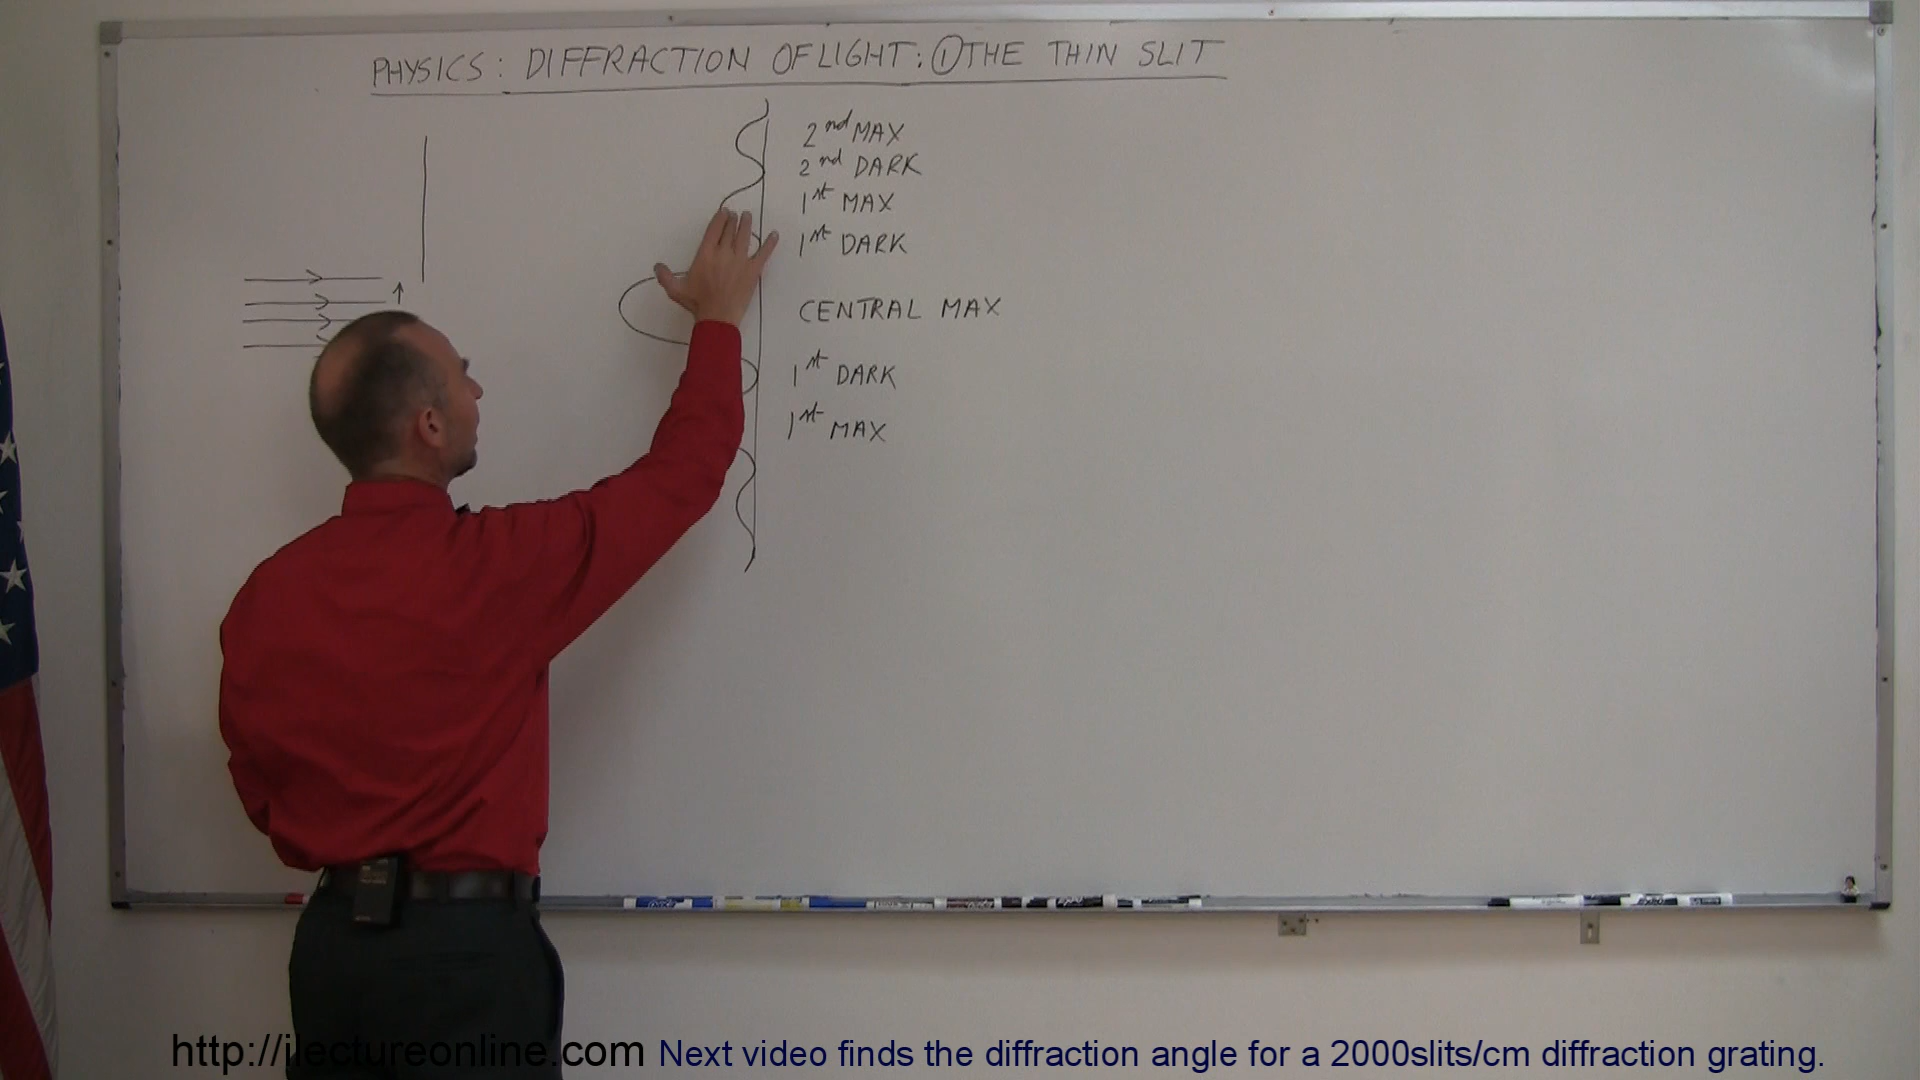 PHYSICS: DIFFRACTION OF LIGHT: ① THE THIN SLIT
2nd MAX
2nd DARK
1st MAX
1st DARK
CENTRAL MAX
1st DARK
1st MAX
http://ilectureonline.com Next video finds the diffraction angle for a 2000slits/cm diffraction grating.